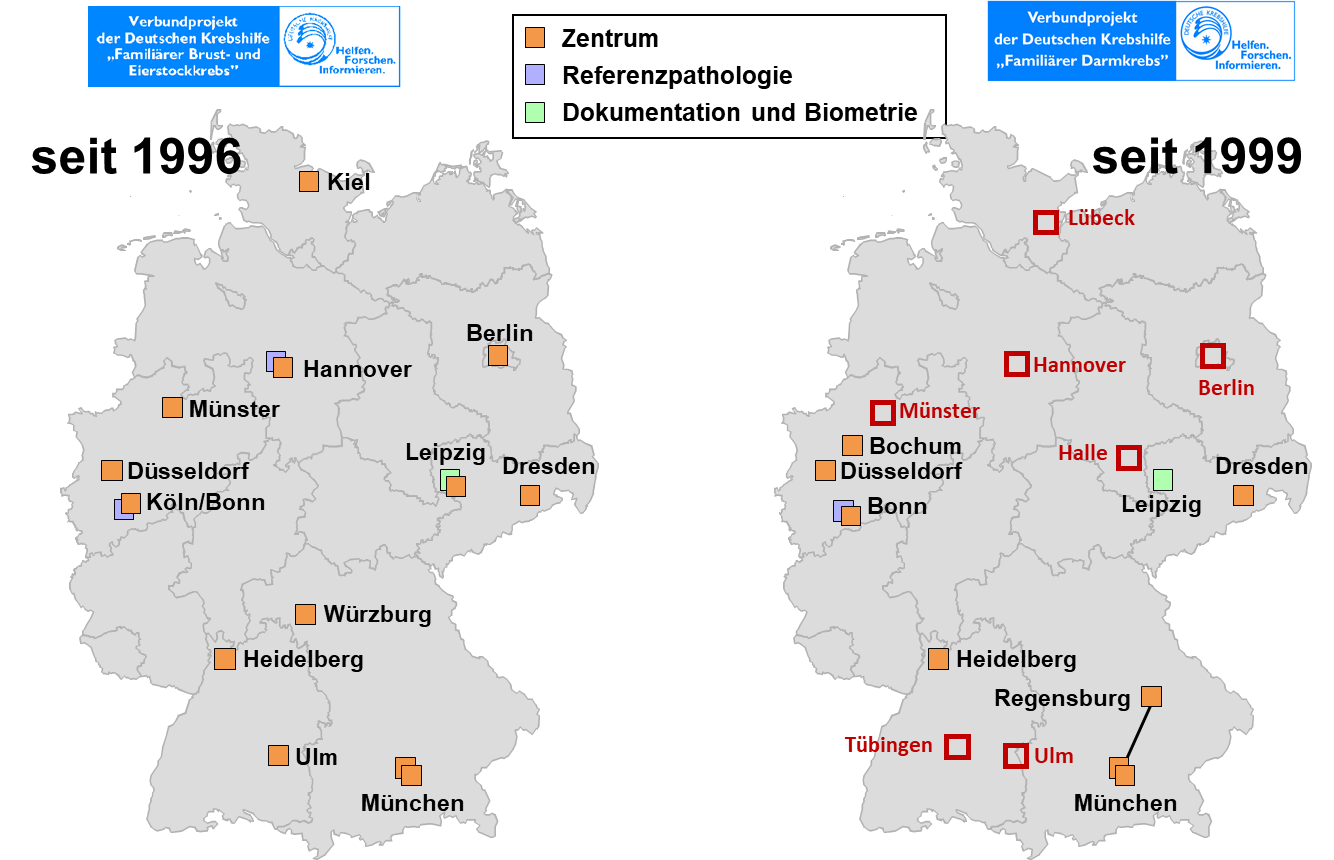 Verbundprojekt
der Deutschen Krebshilfe
„Familiärer Brust- und
Eierstockkrebs”
Helfen.
Forschen.
Informieren.
Zentrum
Referenzpathologie
Dokumentation und Biometrie
Verbundprojekt
der Deutschen Krebshilfe
„Familiärer Darmkrebs”
DEUTSCHE KREBSHILFE
Helfen.
Forschen.
Informieren.
seit 1996
Kiel
Berlin
Hannover
Münster
Leipzig
Dresden
Düsseldorf
Köln/Bonn
Würzburg
Heidelberg
Ulm
München
seit 1999
Lübeck
Hannover
Berlin
Münster
Bochum
Halle
Dresden
Düsseldorf
Leipzig
Bonn
Heidelberg
Regensburg
Tübingen
Ulm
München